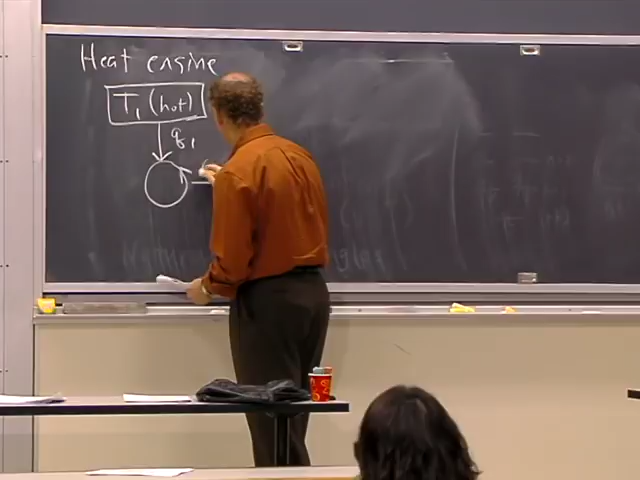 Heat engine
T₁ (hot)
q₁